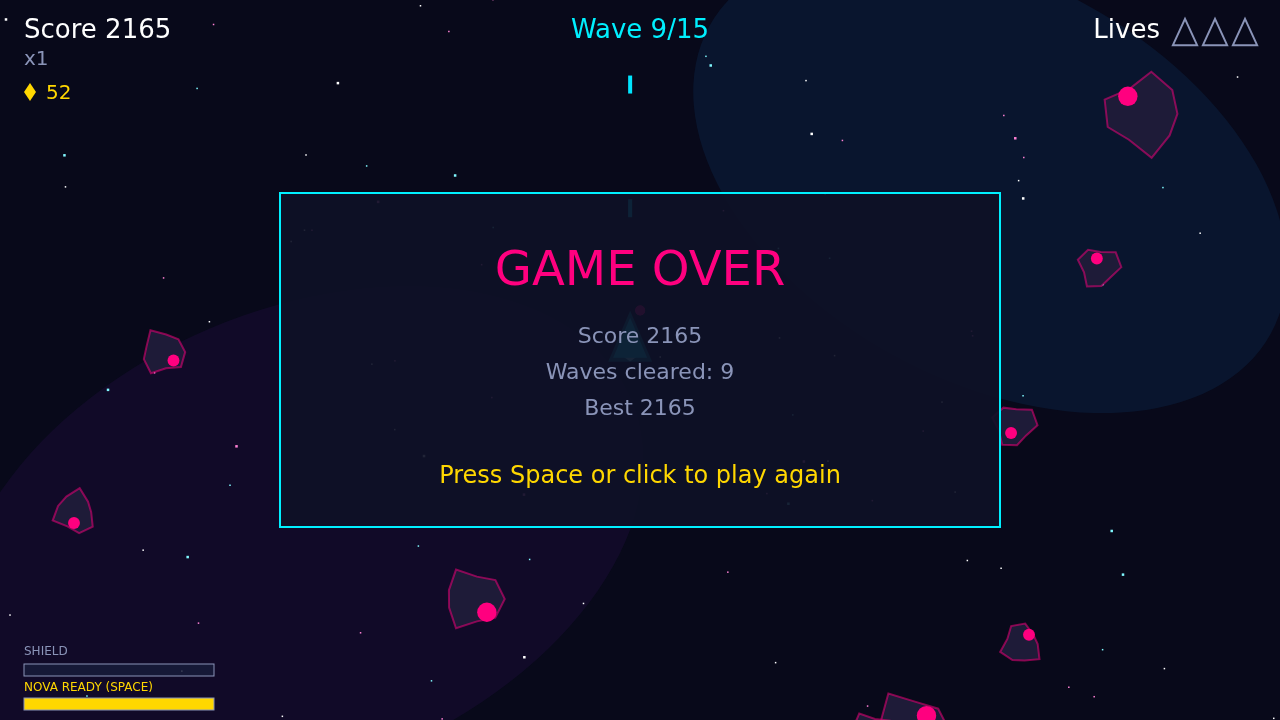 Score 2165
Wave 9/15
Lives
x1
52
GAME OVER
Score 2165
Waves cleared: 9
Best 2165
Press Space or click to play again
SHIELD
NOVA READY (SPACE)